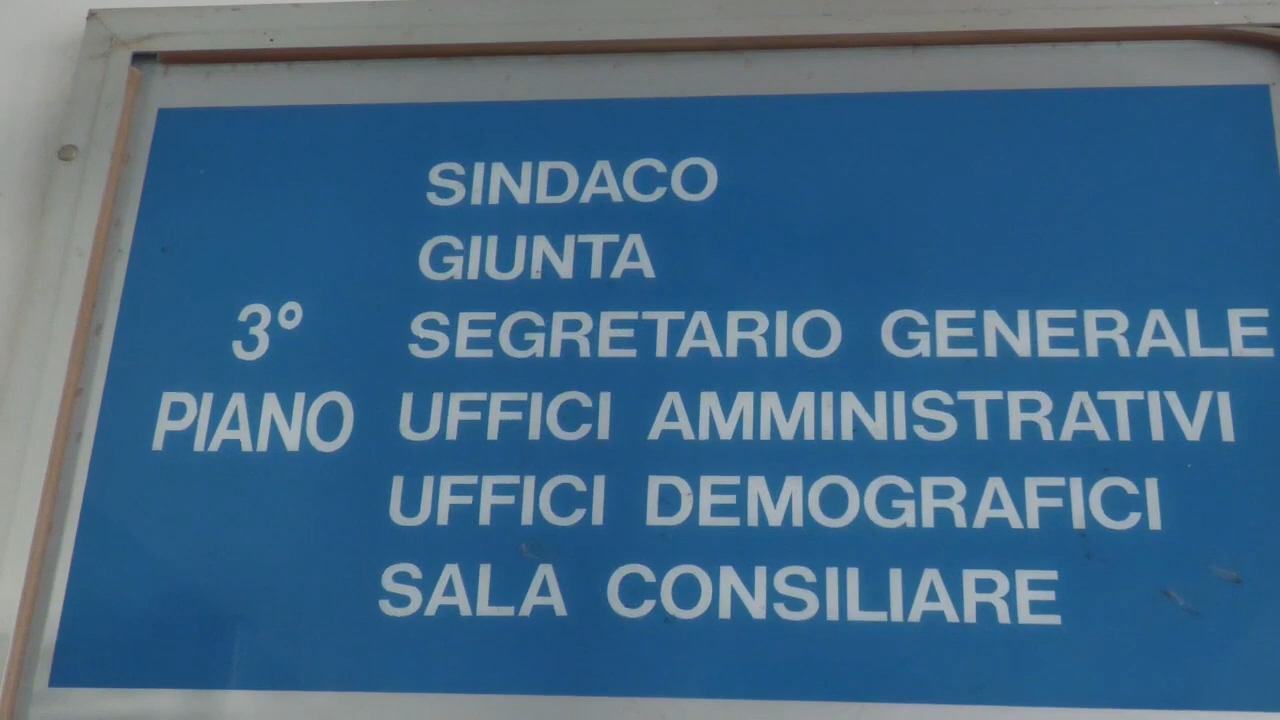 SINDACO
GIUNTA
3° SEGRETARIO GENERALE
PIANO UFFICI AMMINISTRATIVI
UFFICI DEMOGRAFICI
SALA CONSILIARE